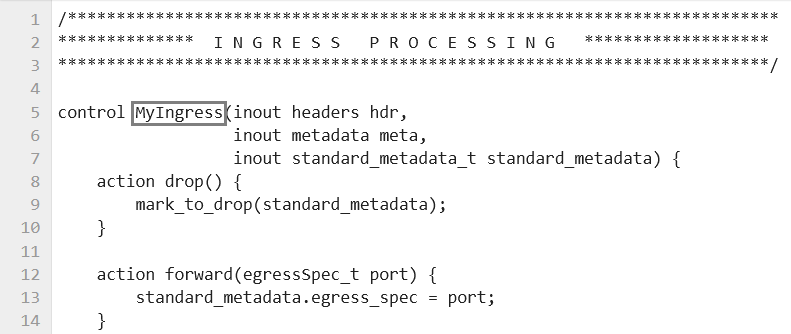 1 /*************************************************************************
2 ************** I N G R E S S   P R O C E S S I N G *******************
3 *************************************************************************/
4
5 control MyIngress(inout headers hdr,
6                   inout metadata meta,
7                   inout standard_metadata_t standard_metadata) {
8     action drop() {
9         mark_to_drop(standard_metadata);
10     }
11
12     action forward(egressSpec_t port) {
13         standard_metadata.egress_spec = port;
14     }